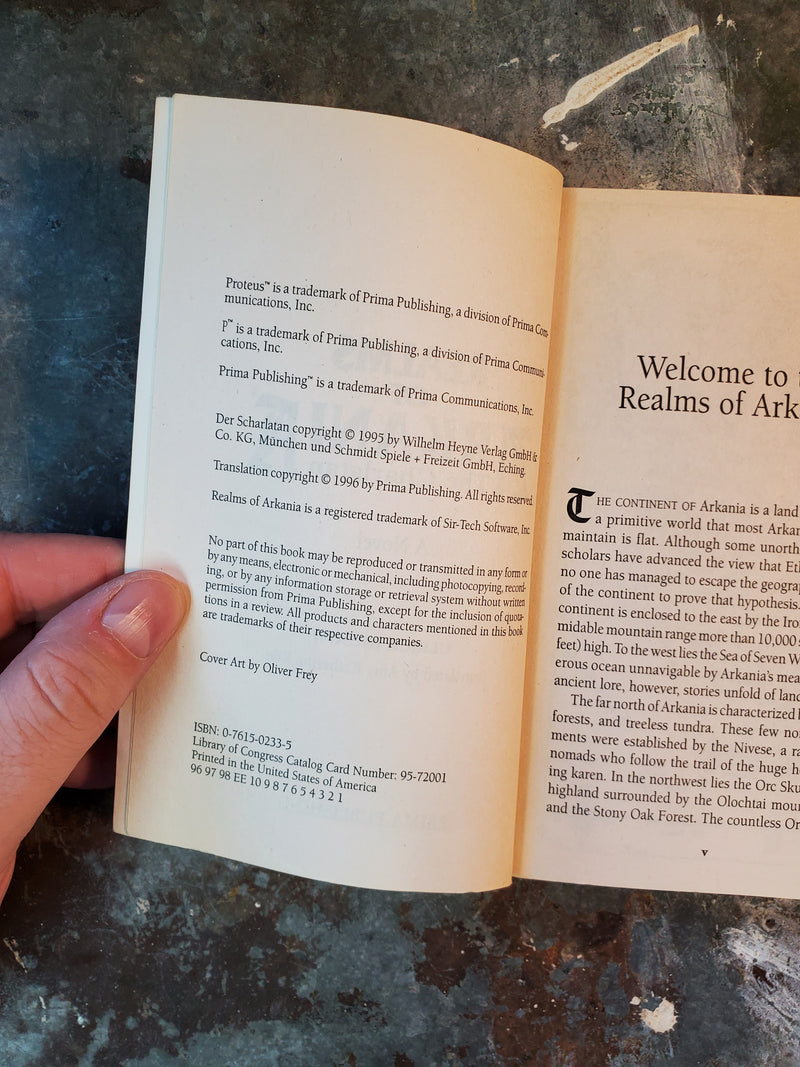 Proteus™ is a trademark of Prima Publishing, a division of Prima Com-
munications, Inc.
P™ is a trademark of Prima Publishing, a division of Prima Communi-
cations, Inc.
Prima Publishing™ is a trademark of Prima Communications, Inc.
Der Scharlatan copyright © 1995 by Wilhelm Heyne Verlag GmbH &
Co. KG, München und Schmidt Spiele + Freizeit GmbH, Eching.
Translation copyright © 1996 by Prima Publishing. All rights reserved.
Realms of Arkania is a registered trademark of Sir-Tech Software, Inc.
No part of this book may be reproduced or transmitted in any form or
by any means, electronic or mechanical, including photocopying, record-
ing, or by any information storage or retrieval system without written
permission from Prima Publishing, except for the inclusion of quota-
tions in a review. All products and characters mentioned in this book
are trademarks of their respective companies.
Cover Art by Oliver Frey
ISBN: 0-7615-0233-5
Library of Congress Catalog Card Number: 95-72001
Printed in the United States of America
96 97 98 EE 10 9 8 7 6 5 4 3 2 1
Welcome to
Realms of Ark
THE CONTINENT OF Arkania is a land
a primitive world that most Arkan
maintain is flat. Although some unorth
scholars have advanced the view that Eth
no one has managed to escape the geograp
of the continent to prove that hypothesis.
continent is enclosed to the east by the Iro
midable mountain range more than 10,000
feet) high. To the west lies the Sea of Seven W
erous ocean unnavigable by Arkania's mea
ancient lore, however, stories unfold of land
The far north of Arkania is characterized
forests, and treeless tundra. These few no
ments were established by the Nivese, a ra
nomads who follow the trail of the huge h
ing karen. In the northwest lies the Orc Sku
highland surrounded by the Olochtai mou
and the Stony Oak Forest. The countless Or
v